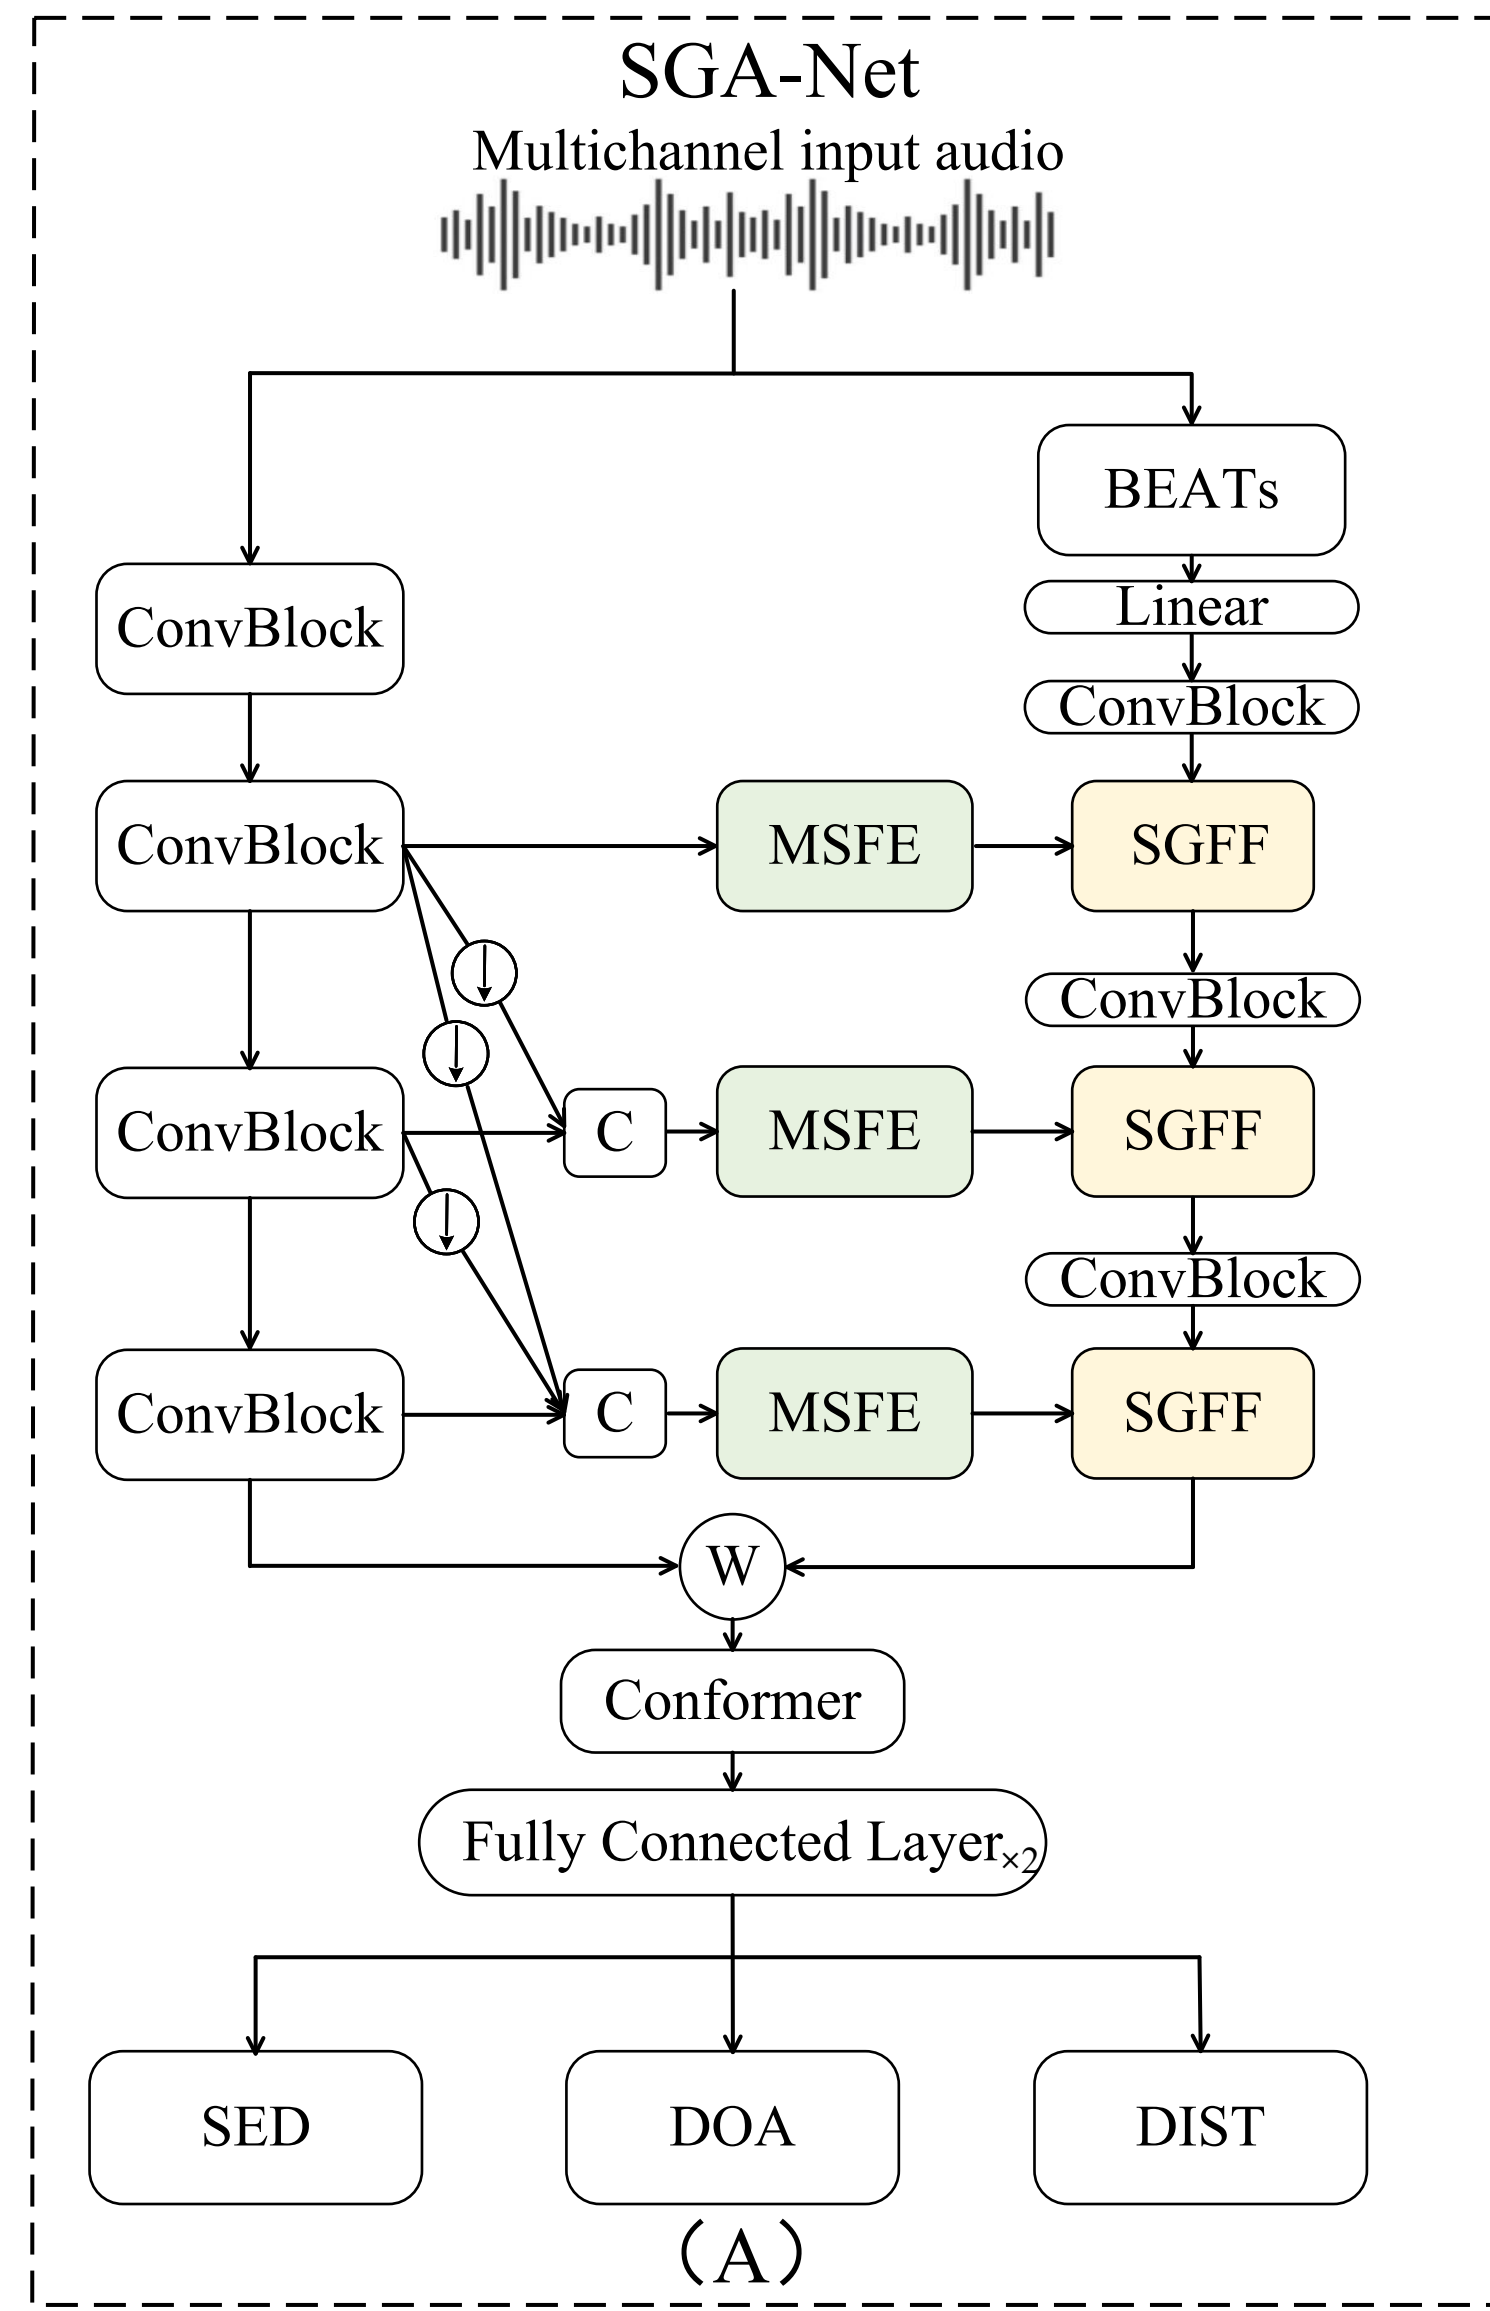 SGA-Net
Multichannel input audio
BEATs
Linear
ConvBlock
ConvBlock
ConvBlock
MSFE
SGFF
ConvBlock
ConvBlock
C
MSFE
SGFF
ConvBlock
ConvBlock
C
MSFE
SGFF
W
Conformer
Fully Connected Layer×2
SED
DOA
DIST
(A)